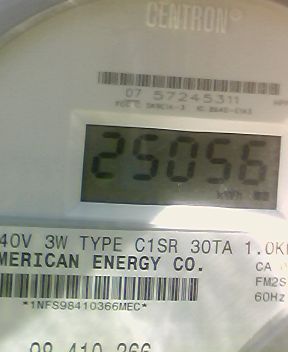 CENTRON®
07 57245311
25056
kWh
40V 3W TYPE C1SR 30TA 1.0K
MERICAN ENERGY CO.
CA
FM2S
60Hz
*1NFS98410366MEC*
98 410 366